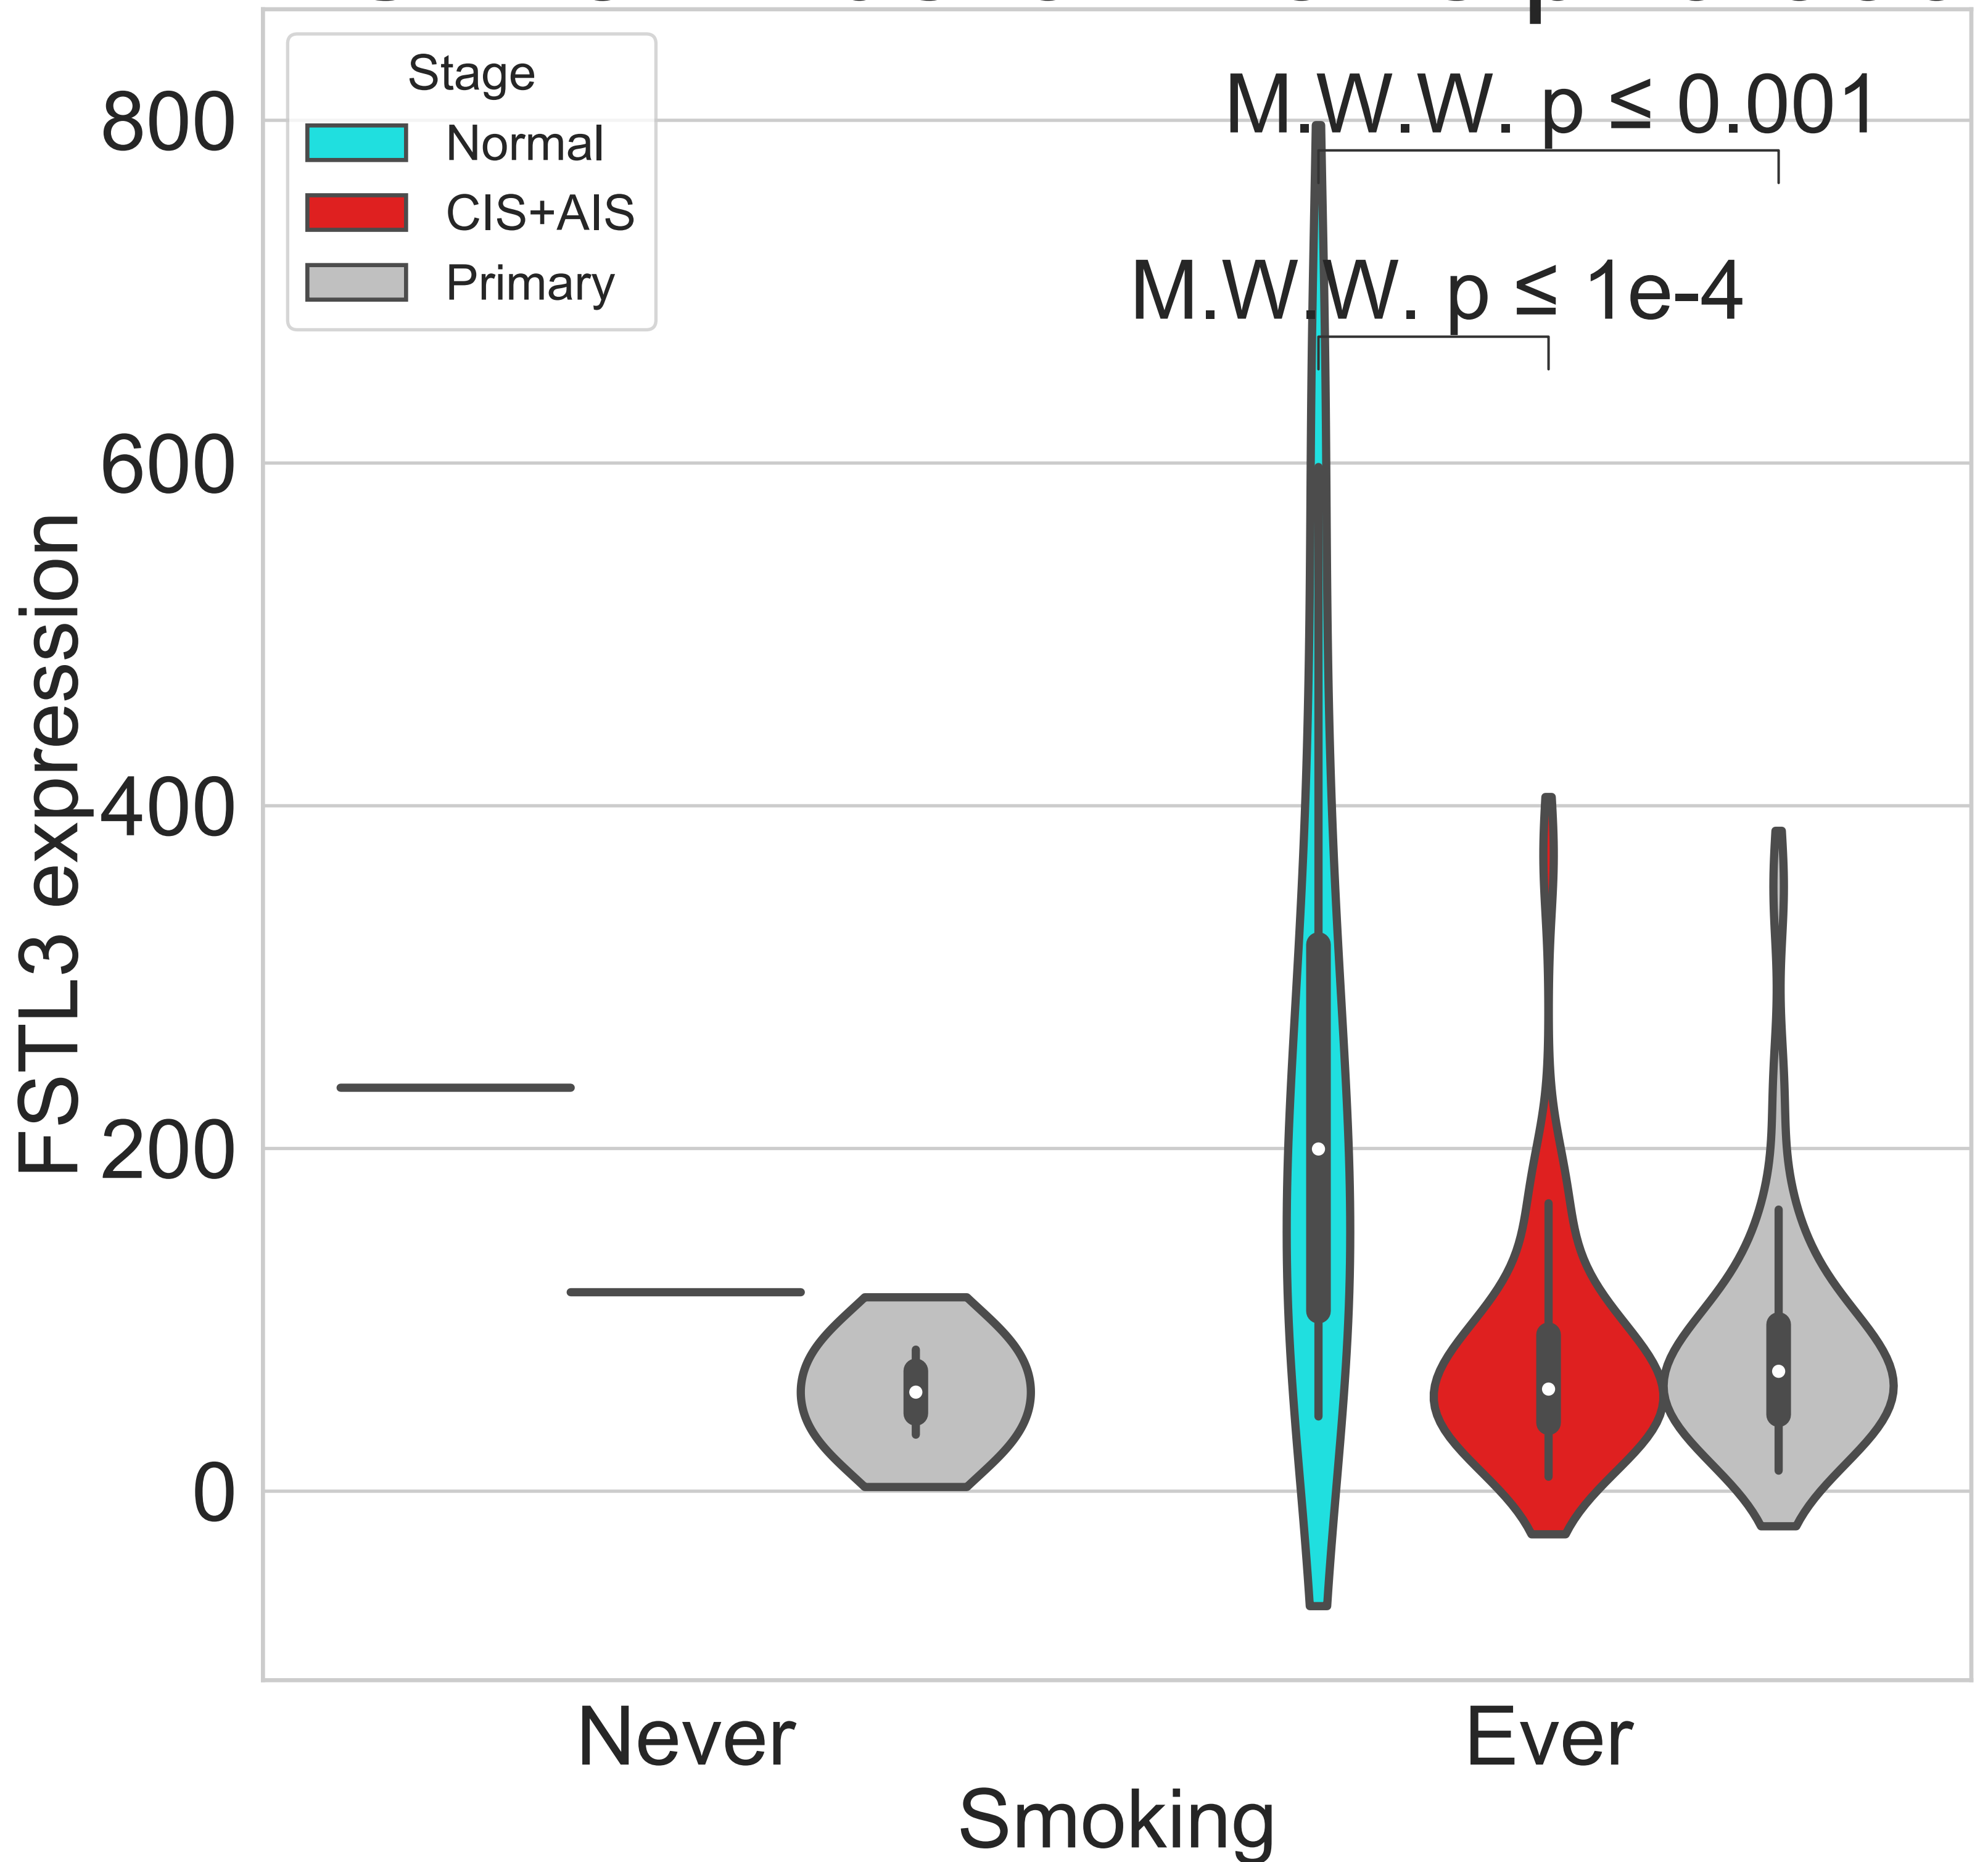 Stage
Normal
CIS+AIS
Primary
M.W.W. p ≤ 0.001
M.W.W. p ≤ 1e-4
800
600
400
200
0
FSTL3 expression
Never
Ever
Smoking